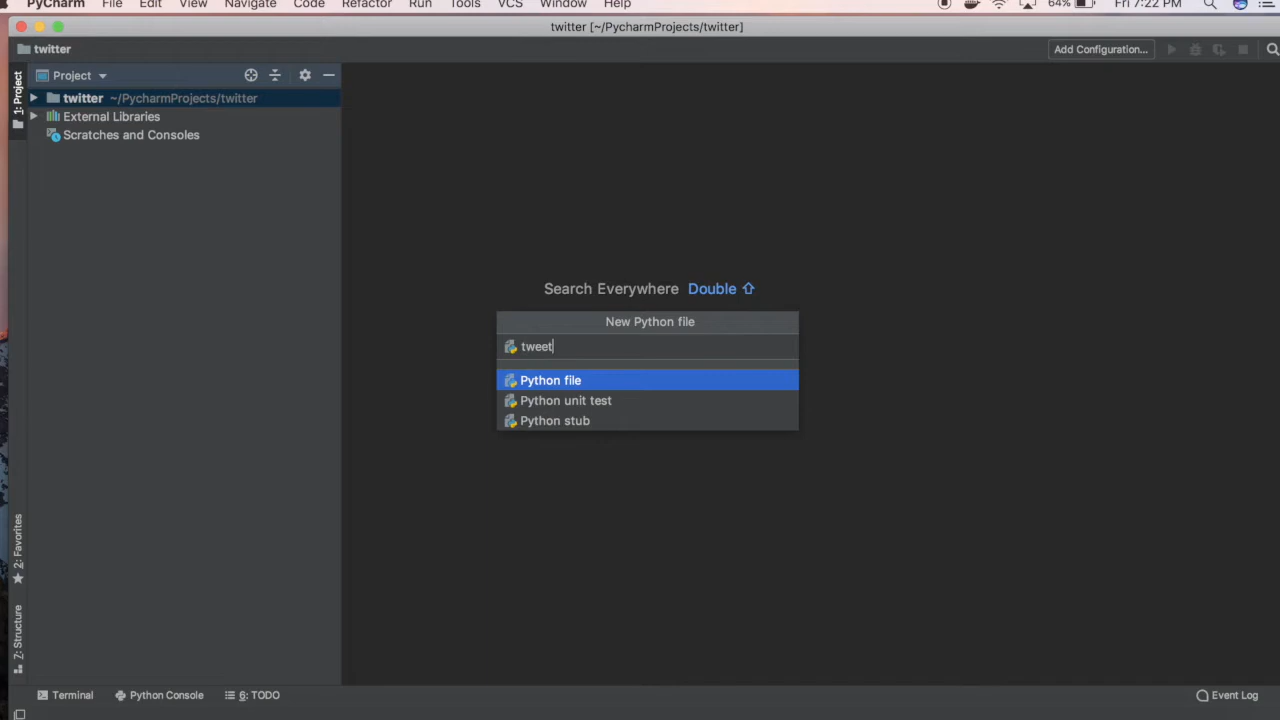 PyCharm File Edit View Navigate Code Refactor Run Tools VCS Window Help 64% Fri 7:22 PM
twitter [~/PycharmProjects/twitter]
twitter Add Configuration...
1: Project
Project
twitter ~/PycharmProjects/twitter
External Libraries
Scratches and Consoles
Search Everywhere Double ⇧
New Python file
tweet
Python file
Python unit test
Python stub
2: Favorites
7: Structure
Terminal Python Console 6: TODO Event Log